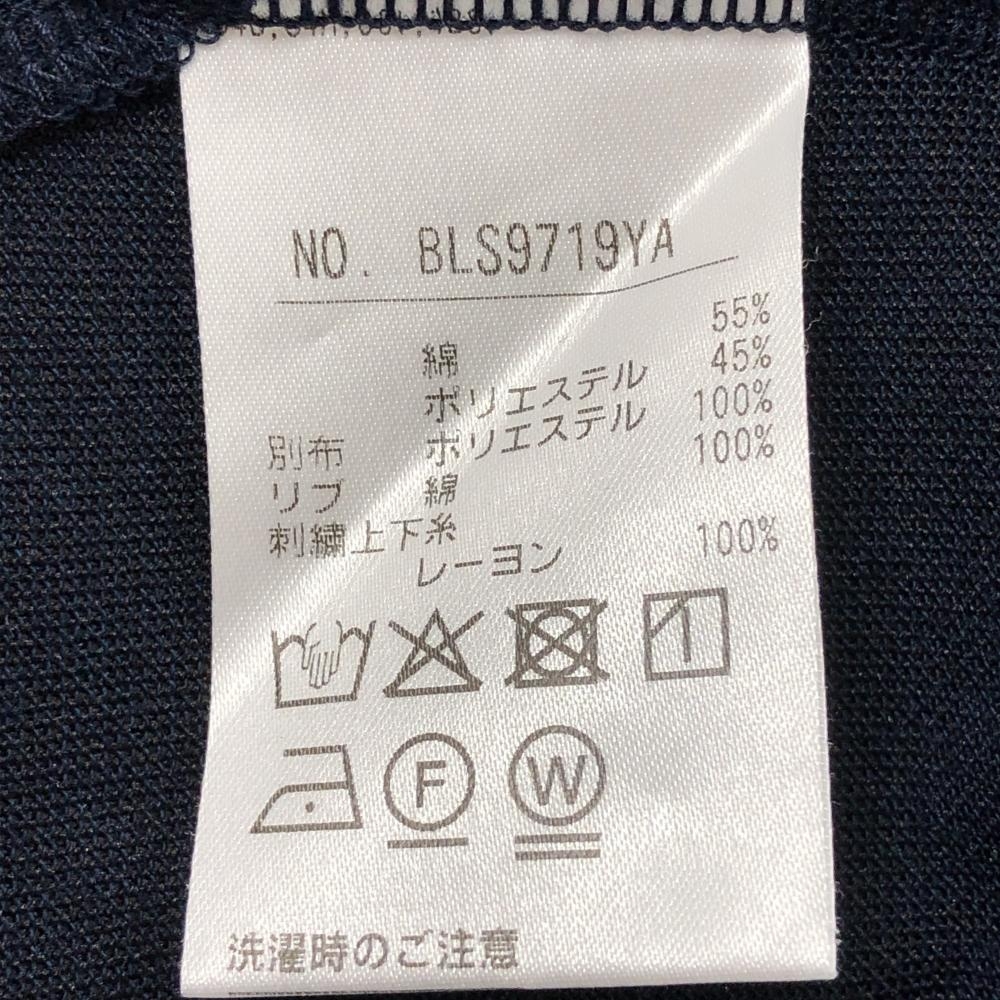 NO. BLS9719YA
綿 55%
ポリエステル 45%
別布 ポリエステル 100%
リブ 綿 100%
刺繍上下糸
レーヨン 100%
F
W
洗濯時のご注意